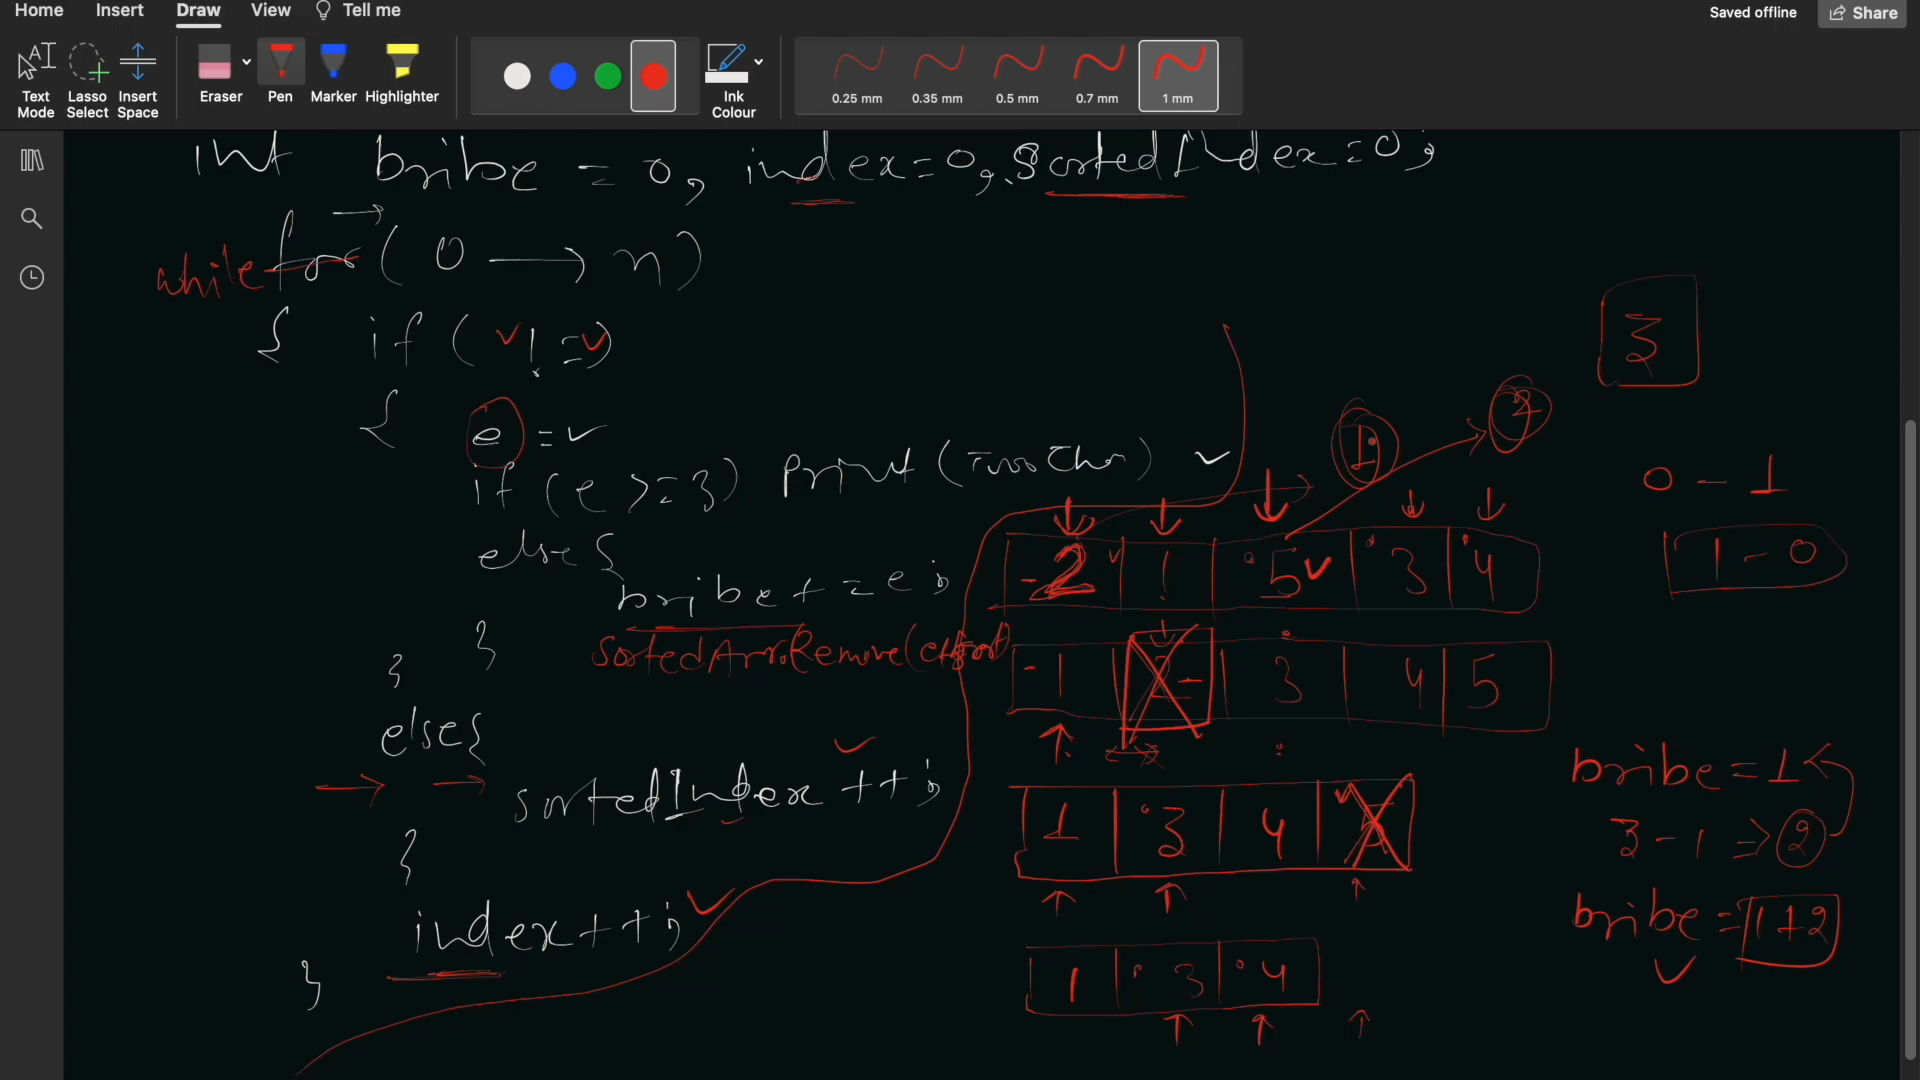 Home Insert Draw View Tell me Saved offline Share
Text Mode Lasso Select Insert Space Eraser Pen Marker Highlighter Ink Colour 0.25 mm 0.35 mm 0.5 mm 0.7 mm 1 mm
int bribe = 0, index=0, SortedIndex=0;
while for ( 0 → n)
{ if ( ✓ != ✓)
{ e = ✓
if (e >= 3) Print ( ) ✓
else {
bribe += e;
SortedArr.Remove( )
}
}
else{
sortedIndex ++;
}
index++;
}
3
1 2
0 - 1
1 - 0
2 1 5 3 4
1 2 3 4 5
1 3 4
1 3 4
bribe = 1
3 - 1 => 2
bribe = 1+2